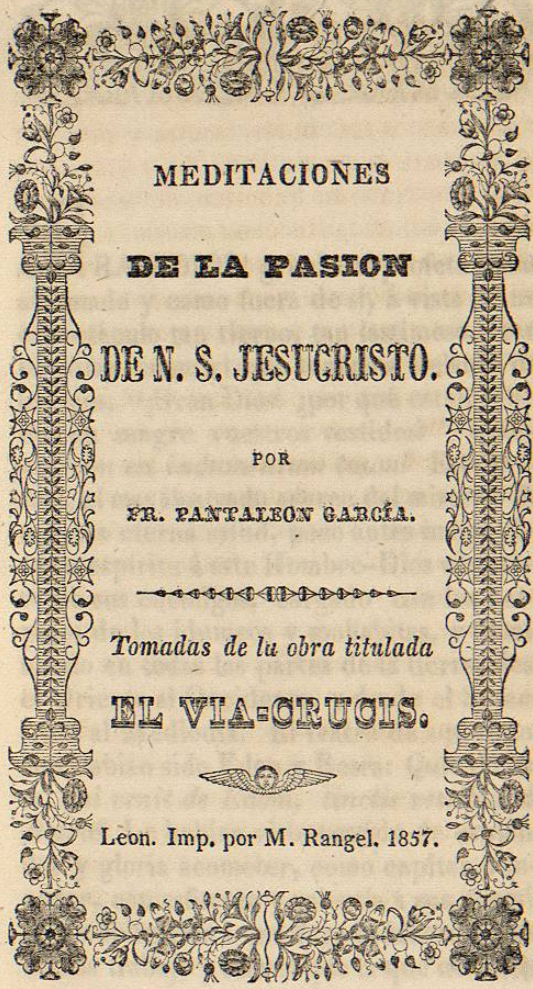 MEDITACIONES
DE LA PASION
DE N. S. JESUCRISTO.
POR
FR. PANTALEON GARCÍA.
Tomadas de la obra titulada
EL VIA-CRUCIS.
Leon. Imp. por M. Rangel. 1857.